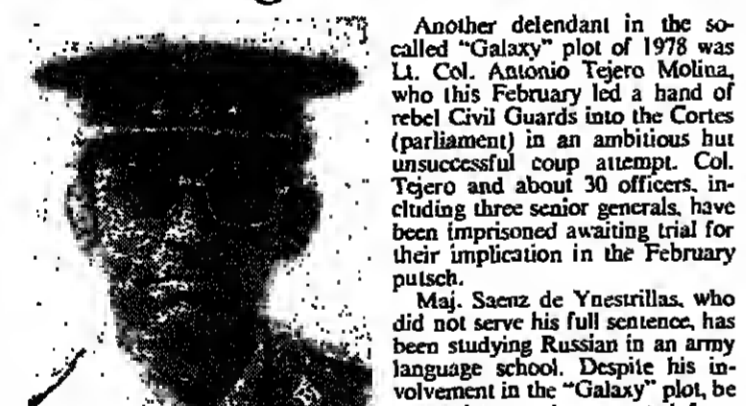 Another delendant in the so-
called "Galaxy" plot of 1978 was
Lt. Col. Antonio Tejero Molina,
who this February led a hand of
rebel Civil Guards into the Cortes
(parliament) in an ambitious hut
unsuccessful coup attempt. Col.
Tejero and about 30 officers, in-
cluding three senior generals, have
been imprisoned awaiting trial for
their implication in the February
putsch.
Maj. Saenz de Ynestrillas, who
did not serve his full sentence, has
been studying Russian in an army
language school. Despite his in-
volvement in the "Galaxy" plot, be